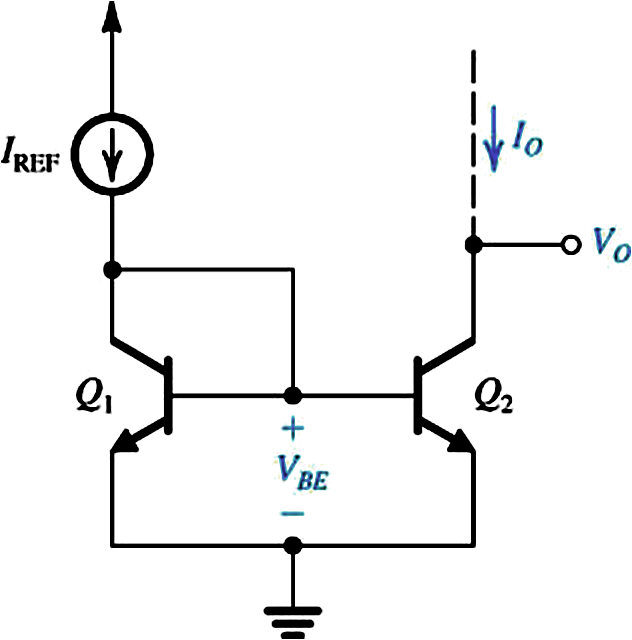 I_REF
I_O
V_O
Q_1
Q_2
+
V_BE
−